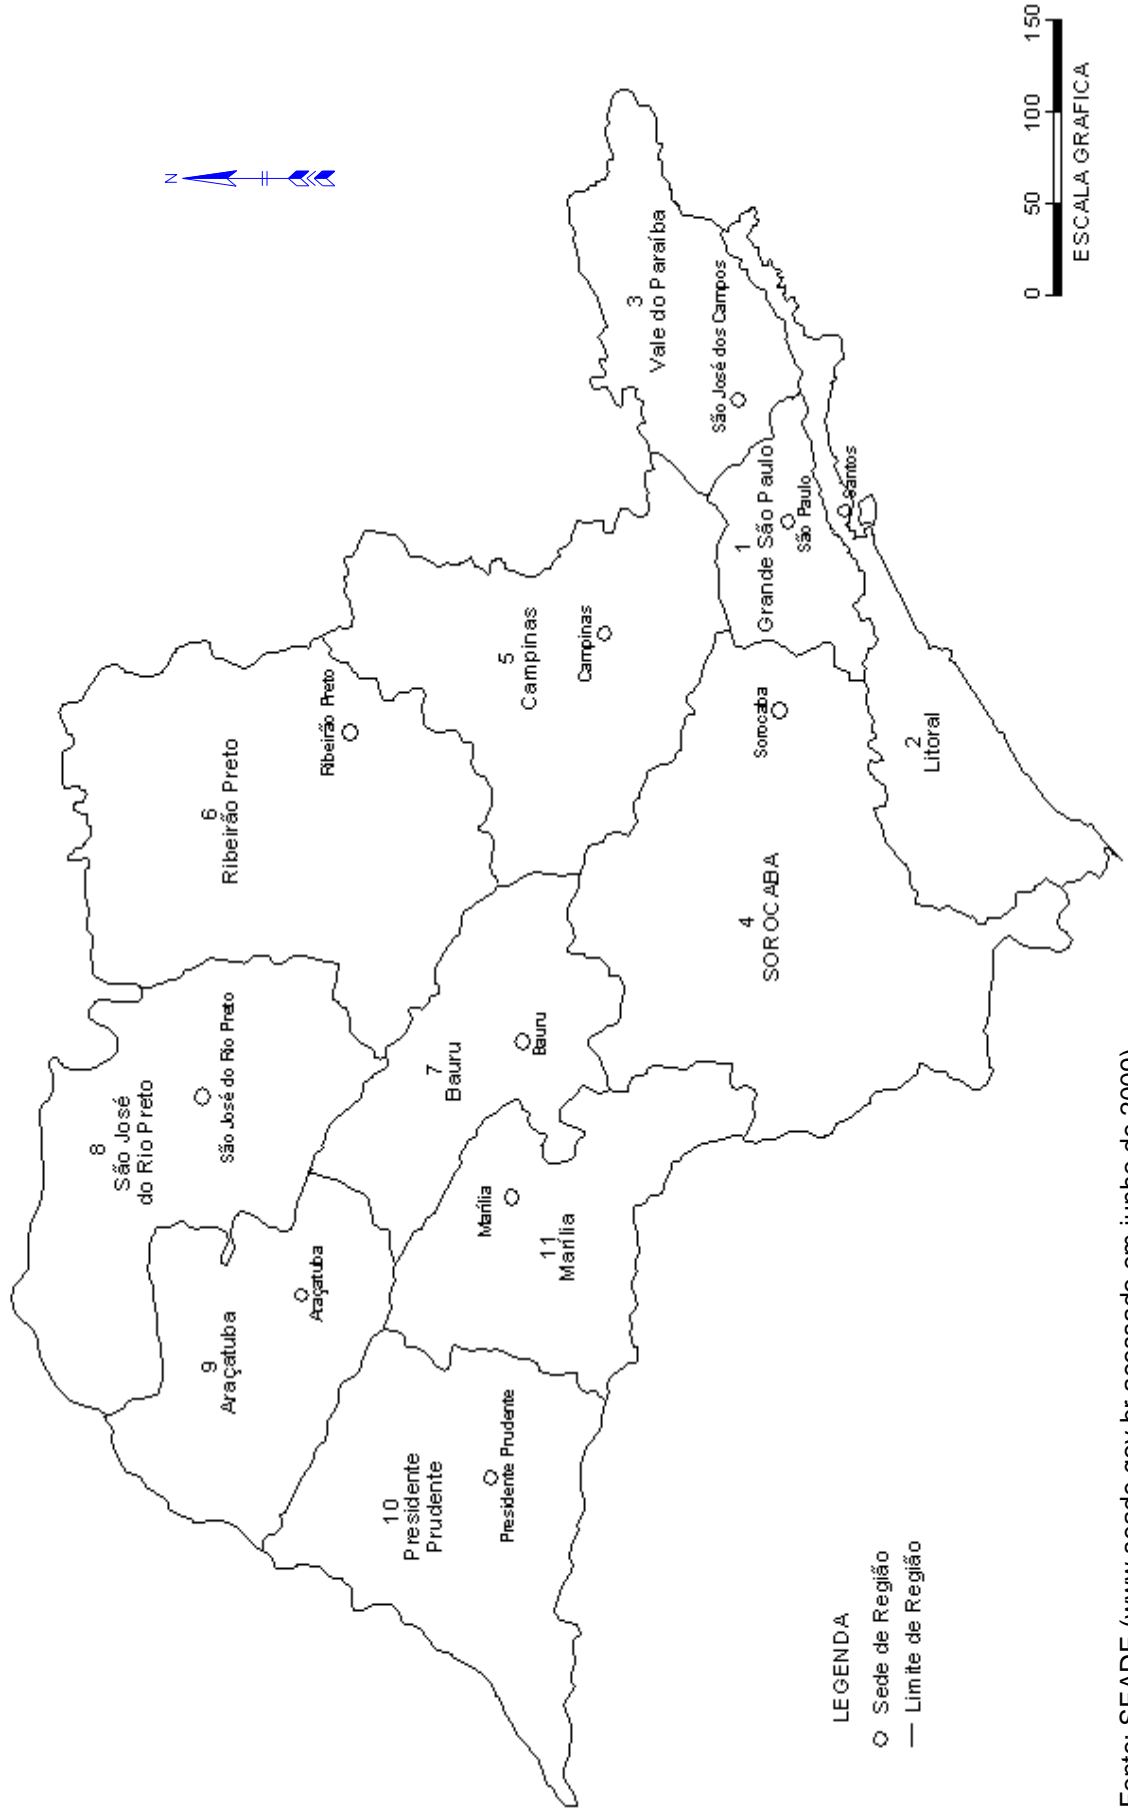 N
8
São José
do Rio Preto
São José do Rio Preto
6
Ribeirão Preto
Ribeirão Preto
9
Araçatuba
Araçatuba
10
Presidente
Prudente
Presidente Prudente
11
Marília
Marília
7
Bauru
Bauru
5
Campinas
Campinas
3
Vale do Paraíba
São José dos Campos
1
Grande São Paulo
São Paulo
Santos
4
SOROCABA
Sorocaba
2
Litoral
LEGENDA
Sede de Região
Limite de Região
0 50 100 150
ESCALA GRAFICA